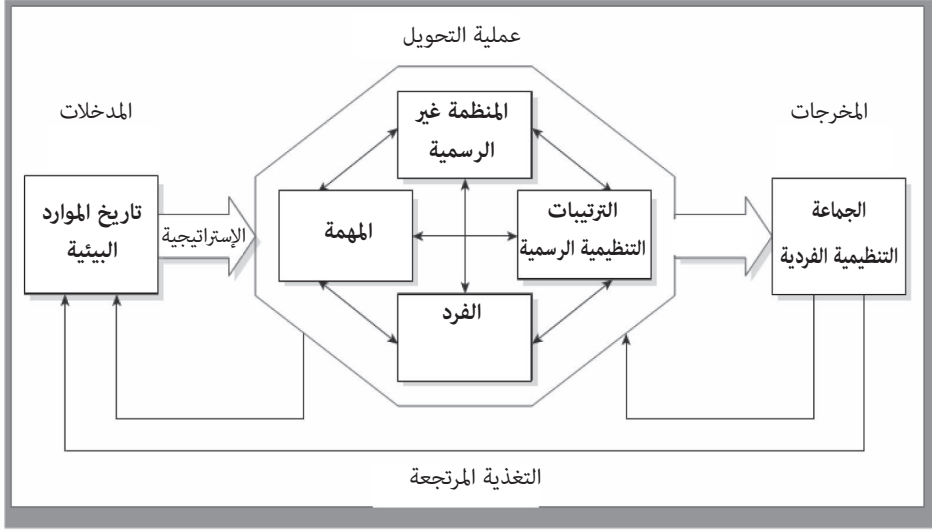 عملية التحويل
المدخلات
المخرجات
تاريخ الموارد
البيئية
الإستراتيجية
المنظمة غير
الرسمية
المهمة
الترتيبات
التنظيمية الرسمية
الفرد
الجماعة
التنظيمية الفردية
التغذية المرتجعة